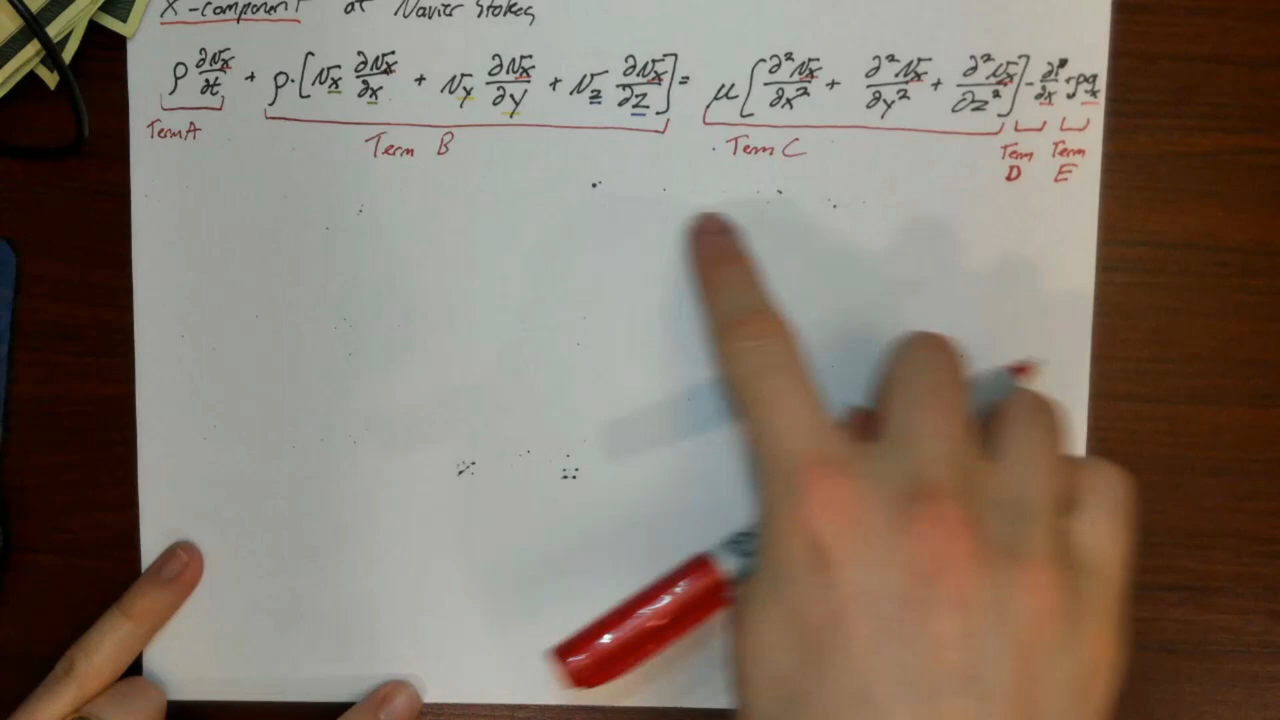 X-component of Navier Stokes
ρ ∂Vx/∂t + ρ·[Vx ∂Vx/∂x + Vy ∂Vx/∂y + Vz ∂Vx/∂z] = μ[∂²Vx/∂x² + ∂²Vx/∂y² + ∂²Vx/∂z²] - ∂P/∂x + ρgx
Term A
Term B
Term C
Term D
Term E